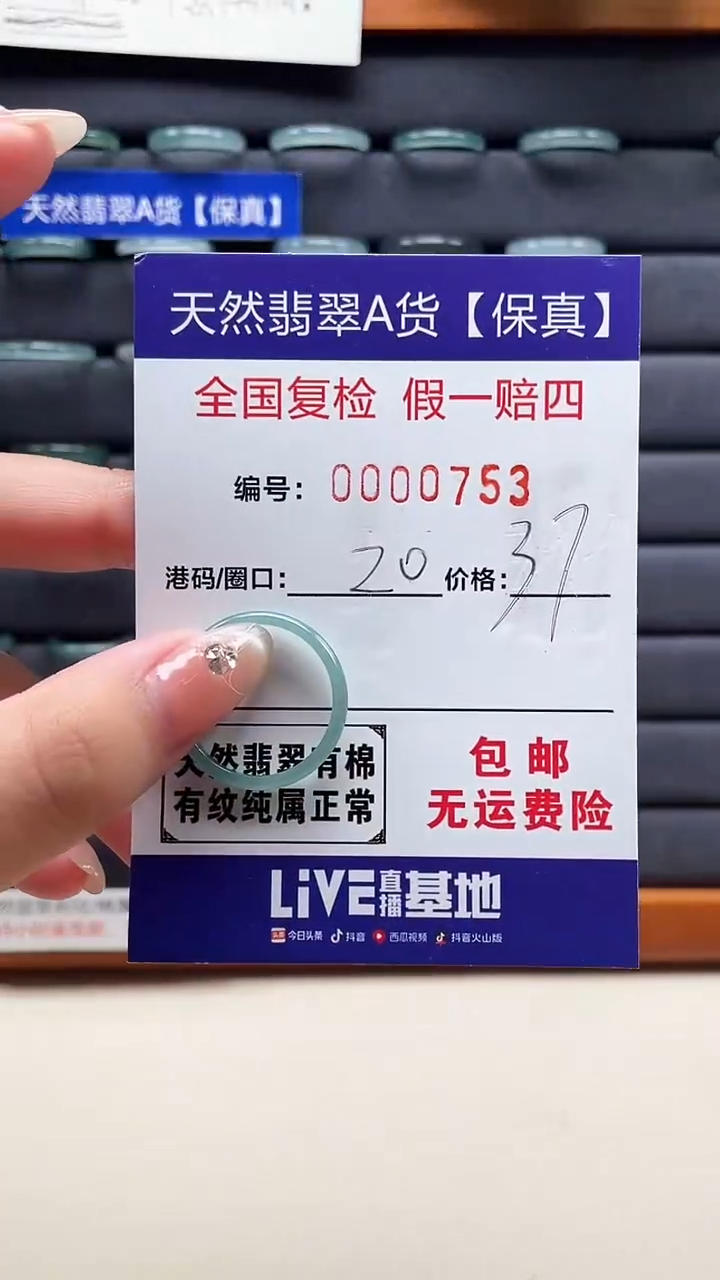 天然翡翠A货【保真】
天然翡翠A货【保真】
全国复检 假一赔四
编号: 0000753
港码/圈口: 20 价格: 37
天然翡翠有棉
有纹纯属正常
包邮
无运费险
LiVE直播基地
今日头条 抖音 西瓜视频 抖音火山版